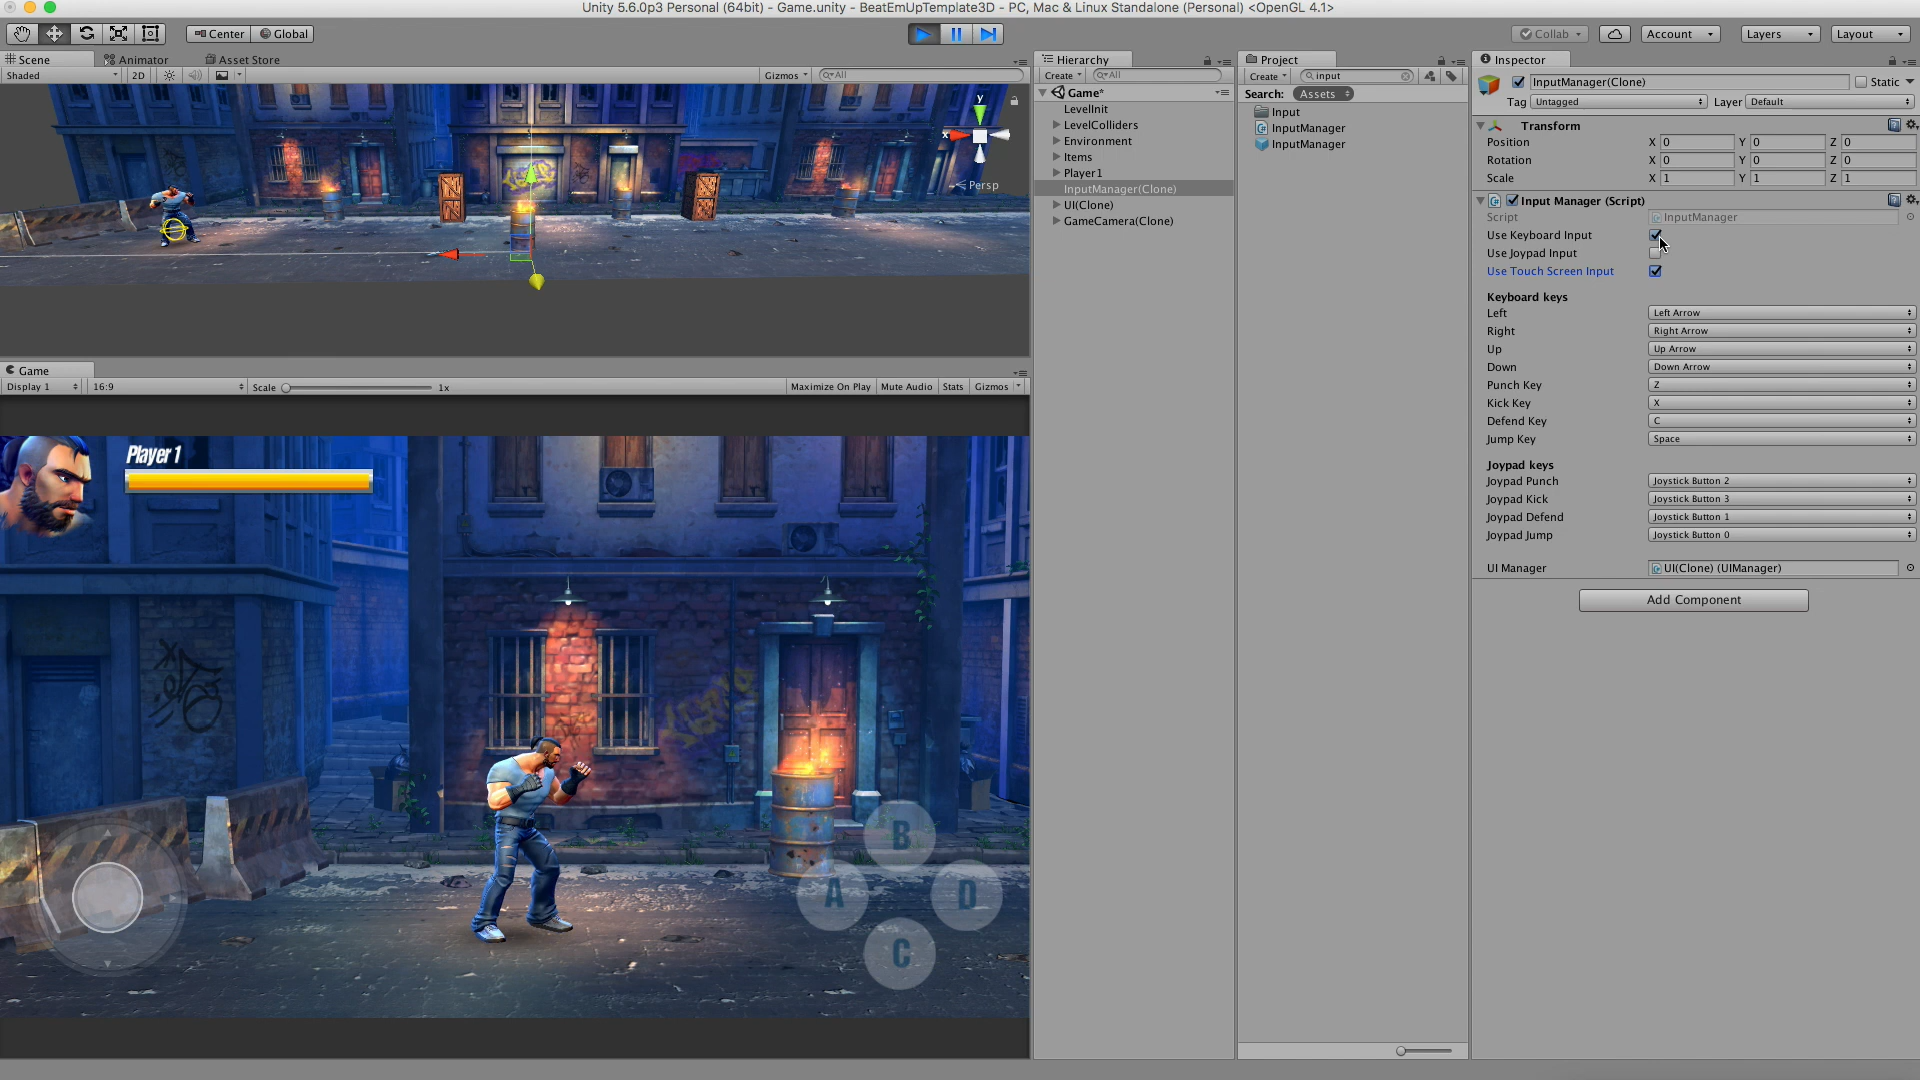 Unity 5.6.0p3 Personal (64bit) - Game.unity - BeatEmUpTemplate3D - PC, Mac & Linux Standalone (Personal) <OpenGL 4.1>
Center Global
Collab Account Layers Layout
Scene Animator Asset Store
Shaded 2D Gizmos All
y
x
Persp
Game
Display 1 16:9 Scale 1x Maximize On Play Mute Audio Stats Gizmos
Player 1
B
A
D
C
Hierarchy
Create All
Game*
LevelInit
LevelColliders
Environment
Items
Player1
InputManager(Clone)
UI(Clone)
GameCamera(Clone)
Project
Create input
Search: Assets
Input
InputManager
InputManager
Inspector
InputManager(Clone) Static
Tag Untagged Layer Default
Transform
Position X 0 Y 0 Z 0
Rotation X 0 Y 0 Z 0
Scale X 1 Y 1 Z 1
Input Manager (Script)
Script InputManager
Use Keyboard Input
Use Joypad Input
Use Touch Screen Input
Keyboard keys
Left Left Arrow
Right Right Arrow
Up Up Arrow
Down Down Arrow
Punch Key Z
Kick Key X
Defend Key C
Jump Key Space
Joypad keys
Joypad Punch Joystick Button 2
Joypad Kick Joystick Button 3
Joypad Defend Joystick Button 1
Joypad Jump Joystick Button 0
UI Manager UI(Clone) (UIManager)
Add Component